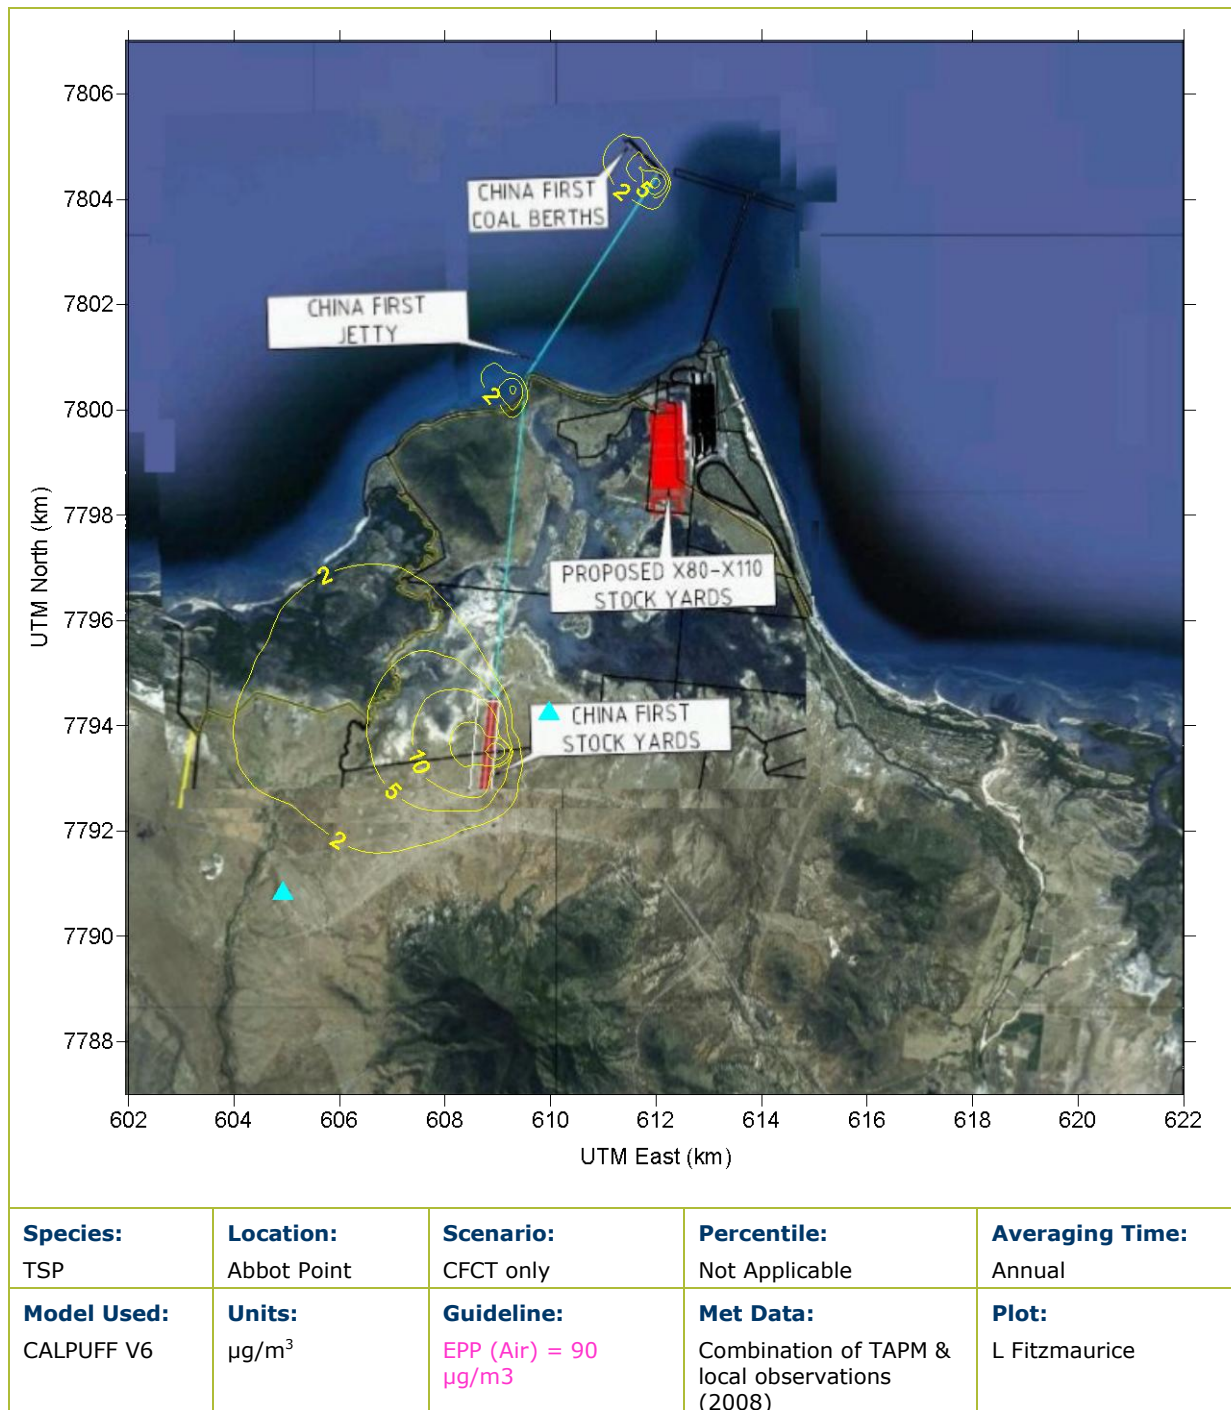 7806
7804
7802
7800
7798
7796
7794
7792
7790
7788
UTM North (km)
CHINA FIRST
COAL BERTHS
2
5
CHINA FIRST
JETTY
2
PROPOSED X80-X110
STOCK YARDS
2
CHINA FIRST
STOCK YARDS
10
5
2
602 604 606 608 610 612 614 616 618 620 622
UTM East (km)
Species:
TSP
Location:
Abbot Point
Scenario:
CFCT only
Percentile:
Not Applicable
Averaging Time:
Annual
Model Used:
CALPUFF V6
Units:
µg/m³
Guideline:
EPP (Air) = 90
µg/m3
Met Data:
Combination of TAPM &
local observations
(2008)
Plot:
L Fitzmaurice